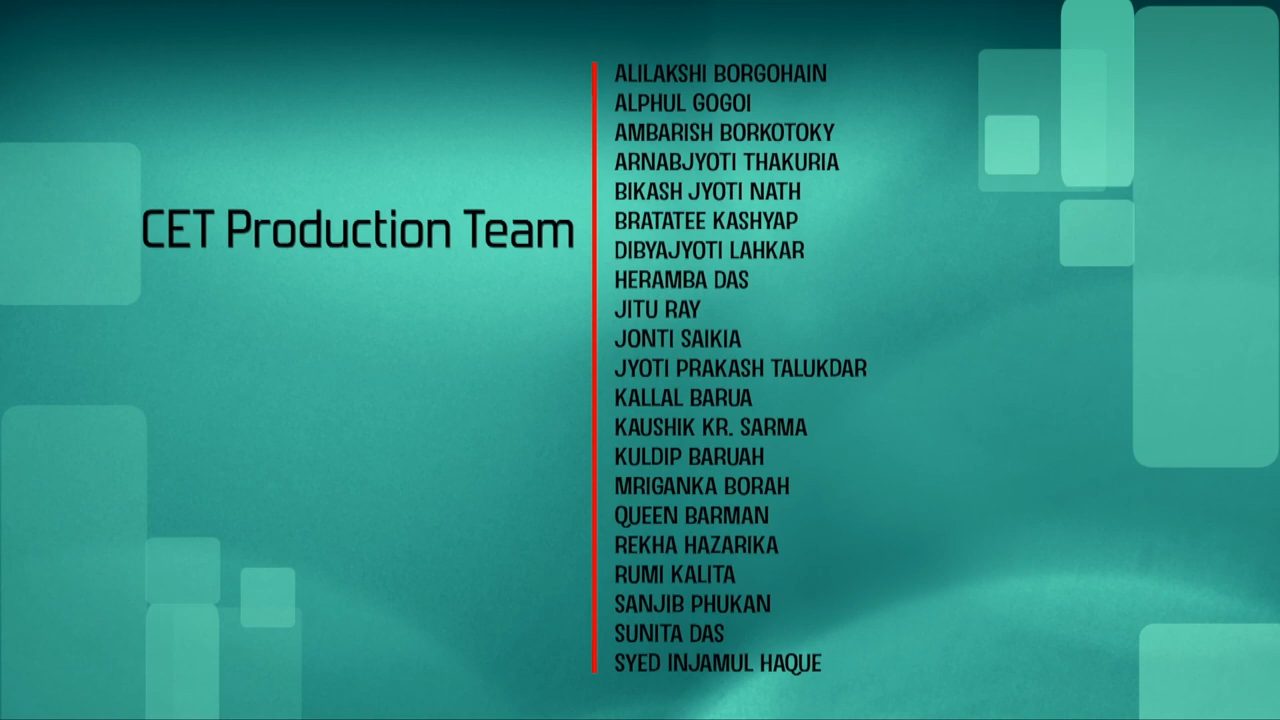 CET Production Team
ALILAKSHI BORGOHAIN
ALPHUL GOGOI
AMBARISH BORKOTOKY
ARNABJYOTI THAKURIA
BIKASH JYOTI NATH
BRATATEE KASHYAP
DIBYAJYOTI LAHKAR
HERAMBA DAS
JITU RAY
JONTI SAIKIA
JYOTI PRAKASH TALUKDAR
KALLAL BARUA
KAUSHIK KR. SARMA
KULDIP BARUAH
MRIGANKA BORAH
QUEEN BARMAN
REKHA HAZARIKA
RUMI KALITA
SANJIB PHUKAN
SUNITA DAS
SYED INJAMUL HAQUE